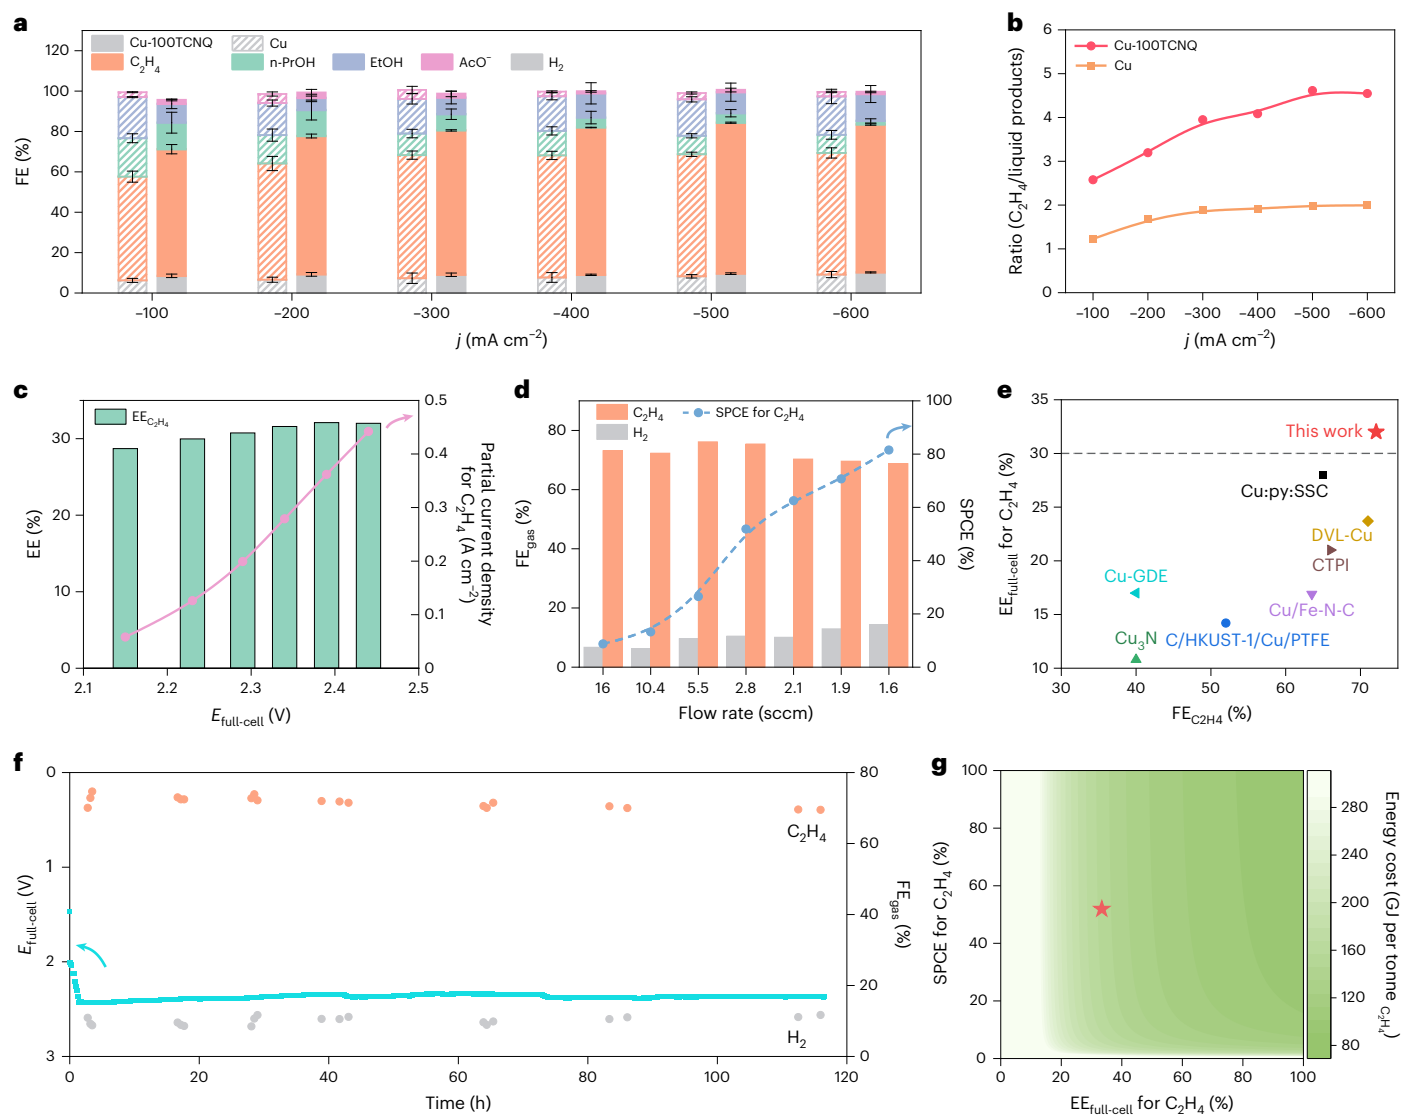 a
Cu-100TCNQ Cu
C2H4 n-PrOH EtOH AcO− H2
FE (%)
120
100
80
60
40
20
0
−100 −200 −300 −400 −500 −600
j (mA cm−2)
b
Cu-100TCNQ
Cu
Ratio (C2H4/liquid products)
6
5
4
3
2
1
0
−100 −200 −300 −400 −500 −600
j (mA cm−2)
c
EEC2H4
EE (%)
30
20
10
0
2.1 2.2 2.3 2.4 2.5
Efull-cell (V)
0.5
0.4
0.3
0.2
0.1
0
Partial current demsity
for C2H4 (A cm−2)
d
C2H4 SPCE for C2H4
H2
FEgas) (%)
80
60
40
20
0
16 10.4 5.5 2.8 2.1 1.9 1.6
Flow rate (sccm)
100
80
60
40
20
0
SPCE (%)
e
EEfull-cell for C2H4 (%)
35
30
25
20
15
10
This work
Cu:py:SSC
DVL-Cu
CTPI
Cu-GDE
Cu/Fe-N-C
Cu3N C/HKUST-1/Cu/PTFE
30 40 50 60 70
FEC2H4 (%)
f
Efull-cell (V)
0
1
2
3
C2H4
H2
80
60
40
20
0
FEgas (%)
0 20 40 60 80 100 120
Time (h)
g
SPCE for C2H4 (%)
100
80
60
40
20
0
0 20 40 60 80 100
EEfull-cell for C2H4 (%)
280
240
200
160
120
80
Energy cost (GJ per tonne C2H4)